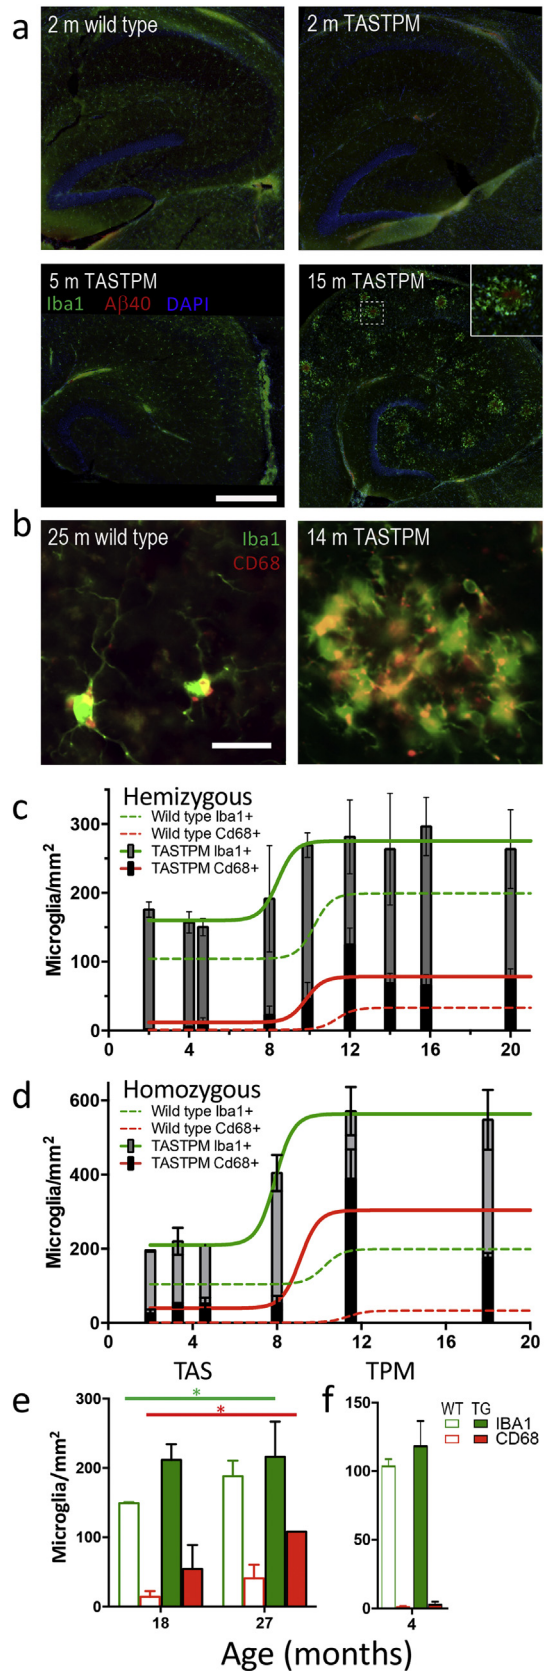 a
2 m wild type
2 m TASTPM
5 m TASTPM
Iba1 Aβ40 DAPI
15 m TASTPM
b
25 m wild type
Iba1
CD68
14 m TASTPM
c
Hemizygous
Wild type Iba1+
Wild type Cd68+
TASTPM Iba1+
TASTPM Cd68+
Microglia/mm2
300
200
100
0
0 4 8 12 16 20
d
Homozygous
Wild type Iba1+
Wild type Cd68+
TASTPM Iba1+
TASTPM Cd68+
Microglia/mm2
600
400
200
0
0 4 8 12 16 20
TAS TPM
e
*
*
Microglia/mm2
300
200
100
0
18 27
f
WT TG
IBA1
CD68
150
100
50
0
4
Age (months)